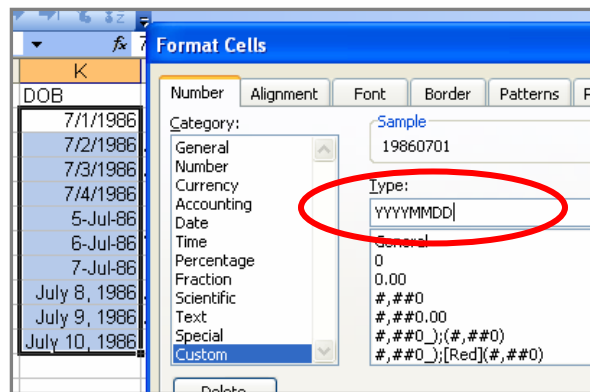 fx 7
Format Cells
K
DOB
7/1/1986
7/2/1986
7/3/1986
7/4/1986
5-Jul-86
6-Jul-86
7-Jul-86
July 8, 1986
July 9, 1986
July 10, 1986
Number Alignment Font Border Patterns P
Category:
General
Number
Currency
Accounting
Date
Time
Percentage
Fraction
Scientific
Text
Special
Custom
Sample
19860701
Type:
YYYYMMDD
General
0
0.00
#,##0
#,##0.00
#,##0_);(#,##0)
#,##0_);[Red](#,##0)
Delete